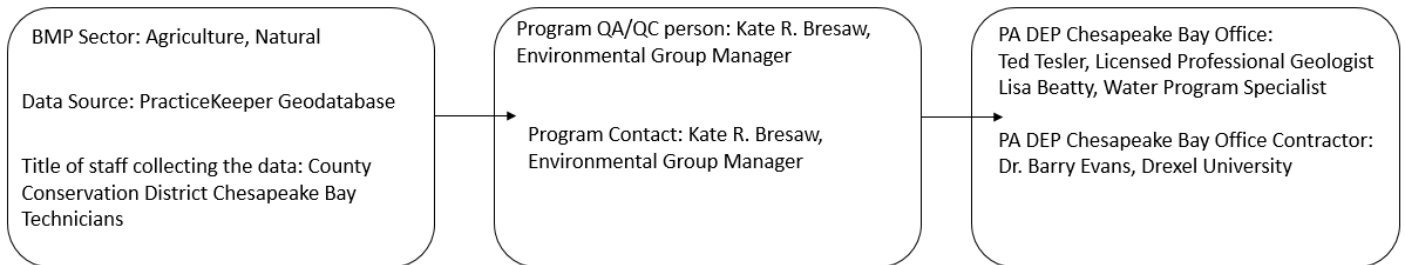 BMP Sector: Agriculture, Natural
Data Source: PracticeKeeper Geodatabase
Title of staff collecting the data: County
Conservation District Chesapeake Bay
Technicians
Program QA/QC person: Kate R. Bresaw,
Environmental Group Manager
Program Contact: Kate R. Bresaw,
Environmental Group Manager
PA DEP Chesapeake Bay Office:
Ted Tesler, Licensed Professional Geologist
Lisa Beatty, Water Program Specialist
PA DEP Chesapeake Bay Office Contractor:
Dr. Barry Evans, Drexel University